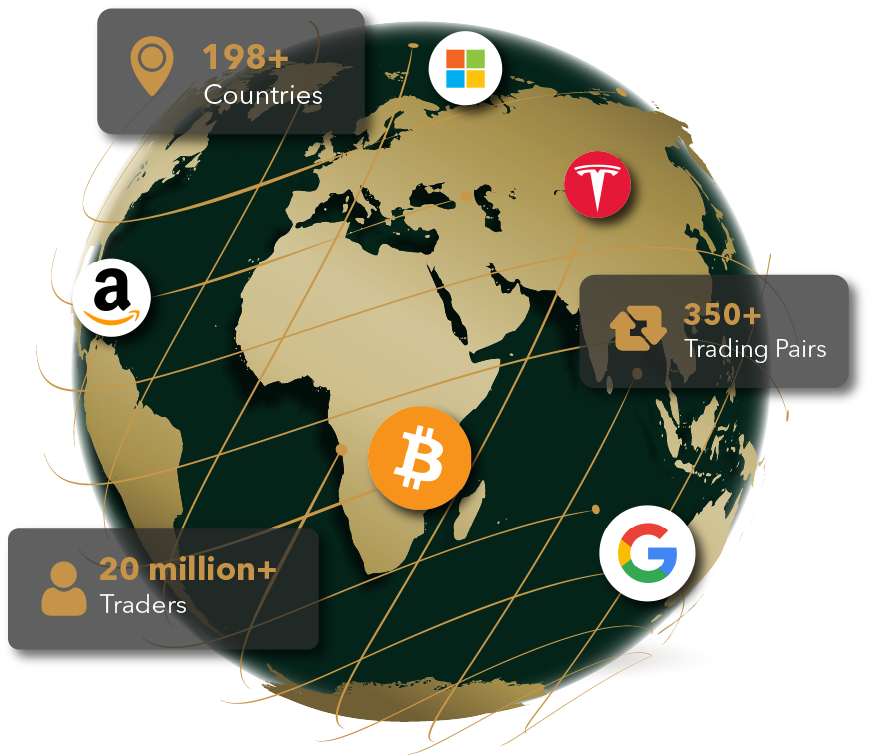 198+
Countries
a
350+
Trading Pairs
20 million+
Traders